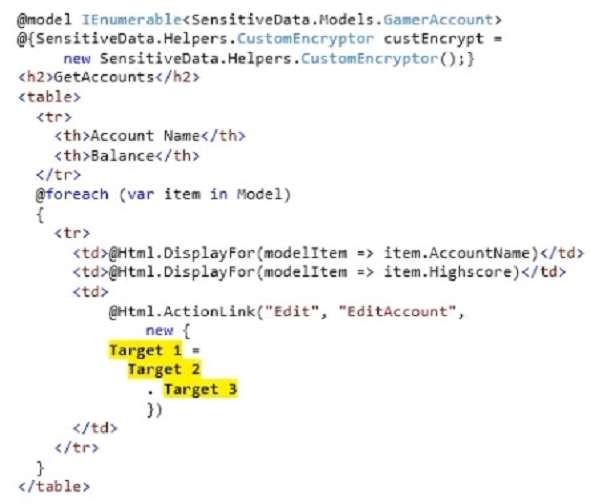 @model IEnumerable<SensitiveData.Models.GamerAccount>
@{SensitiveData.Helpers.CustomEncryptor custEncrypt =
new SensitiveData.Helpers.CustomEncryptor();}
<h2>GetAccounts</h2>
<table>
<tr>
<th>Account Name</th>
<th>Balance</th>
</tr>
@foreach (var item in Model)
{
<tr>
<td>@Html.DisplayFor(modelItem => item.AccountName)</td>
<td>@Html.DisplayFor(modelItem => item.Highscore)</td>
<td>
@Html.ActionLink("Edit", "EditAccount",
new {
Target 1 =
Target 2
. Target 3
})
</td>
</tr>
}
</table>